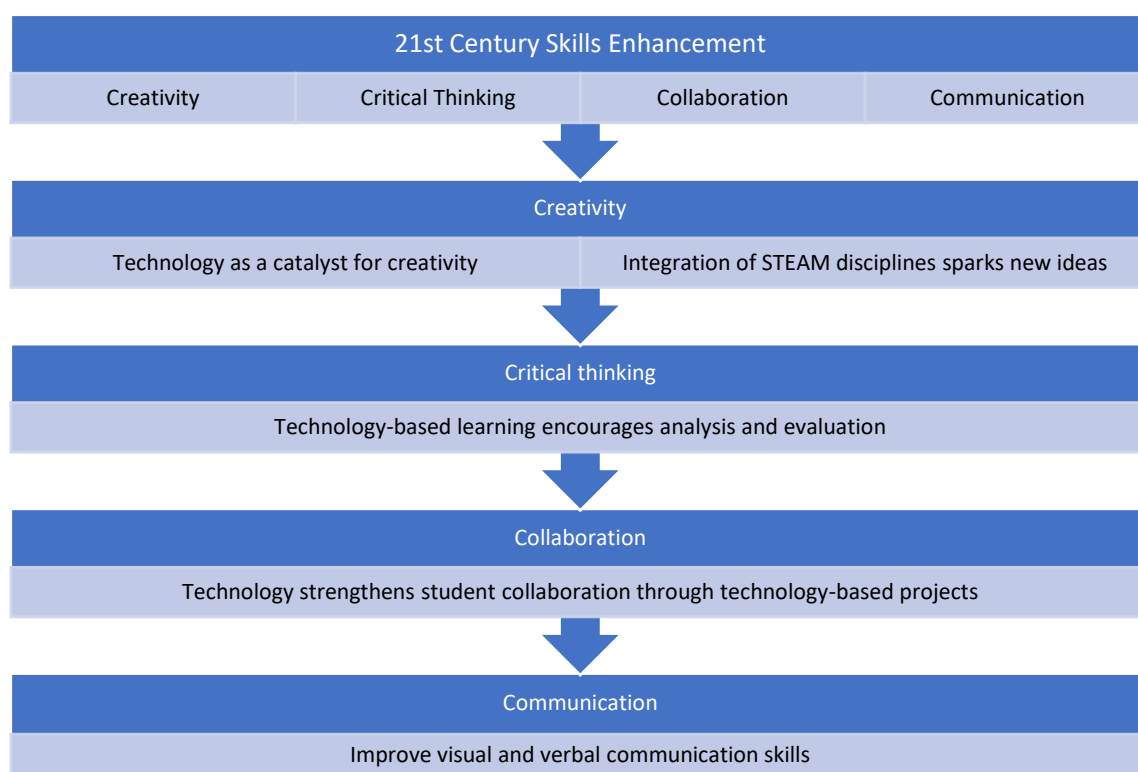 21st Century Skills Enhancement
Creativity
Critical Thinking
Collaboration
Communication
Creativity
Technology as a catalyst for creativity
Integration of STEAM disciplines sparks new ideas
Critical thinking
Technology-based learning encourages analysis and evaluation
Collaboration
Technology strengthens student collaboration through technology-based projects
Communication
Improve visual and verbal communication skills